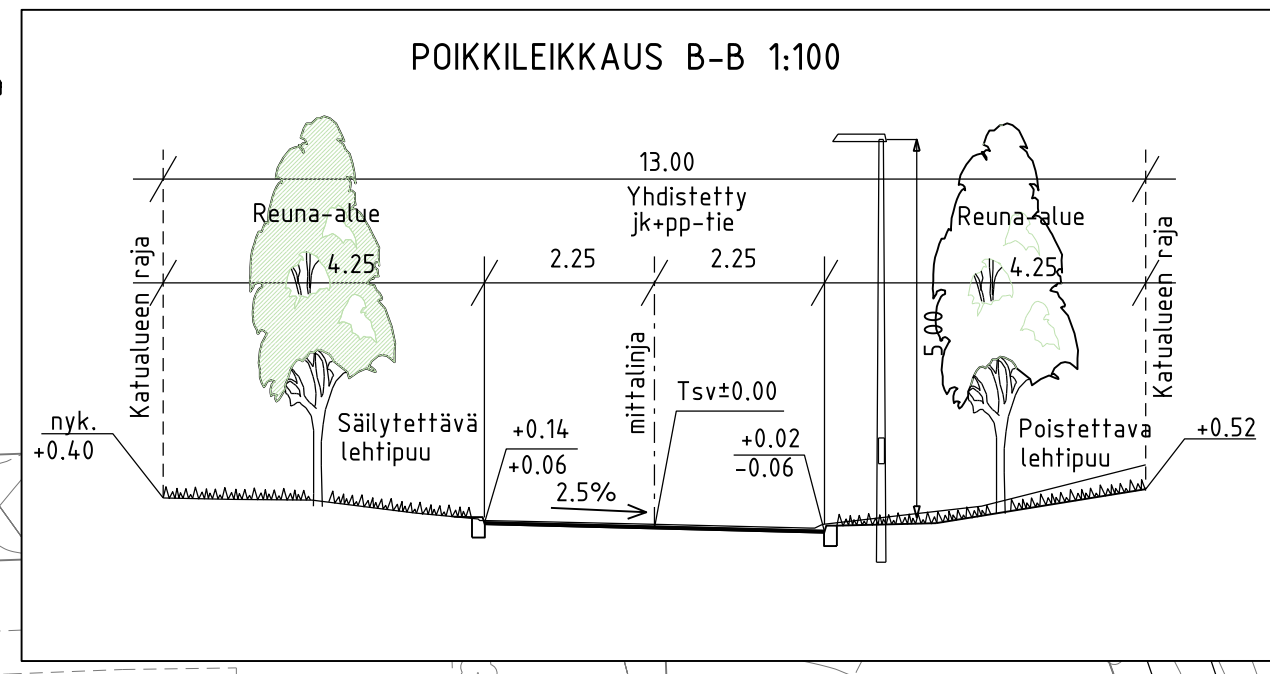 POIKKILEIKKAUS B-B 1:100
13.00
Yhdistetty
jk+pp-tie
Reuna-alue
Reuna-alue
4.25
2.25
2.25
4.25
Katualueen raja
mittalinja
5.00
Katualueen raja
Tsv±0.00
nyk.
+0.40
Säilytettävä
lehtipuu
+0.14
+0.06
2.5%
+0.02
-0.06
Poistettava
lehtipuu
+0.52